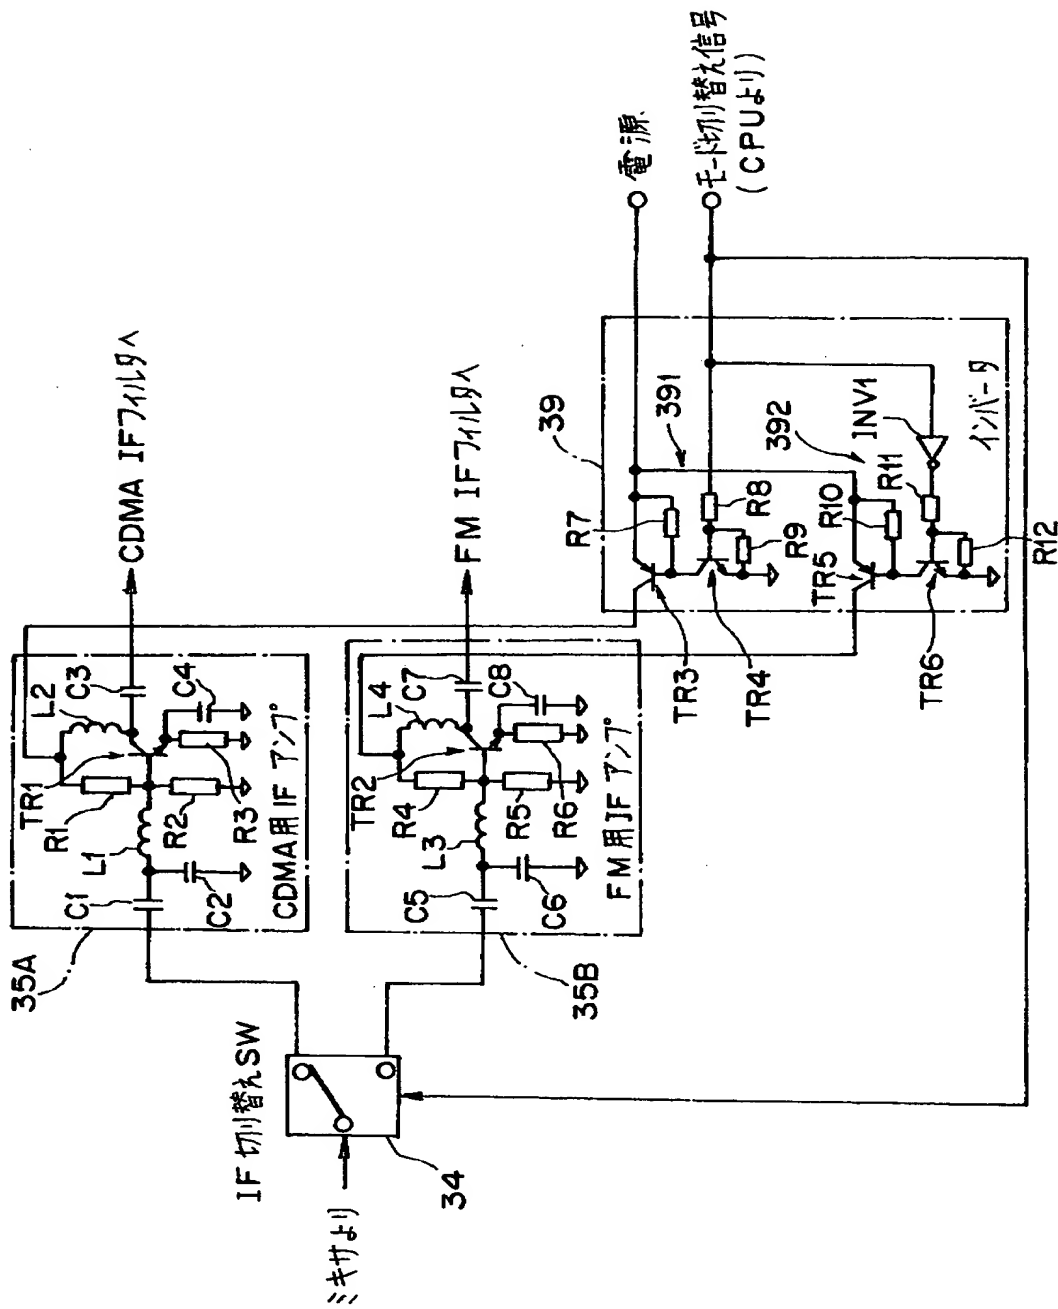 CDMA IFフィルタへ
FM IFフィルタへ
電源
モード切り替え信号
(CPUより)
35A
C1
C2
L1
R1
TR1
R2
R3
L2
C3
C4
CDMA用IFアンプ
35B
C5
C6
L3
R4
TR2
R5
R6
L4
C7
C8
FM用IFアンプ
IF切り替えSW
34
ミキサより
39
391
392
R7
R8
R9
R10
R11
R12
TR3
TR4
TR5
TR6
INV1
インバータ